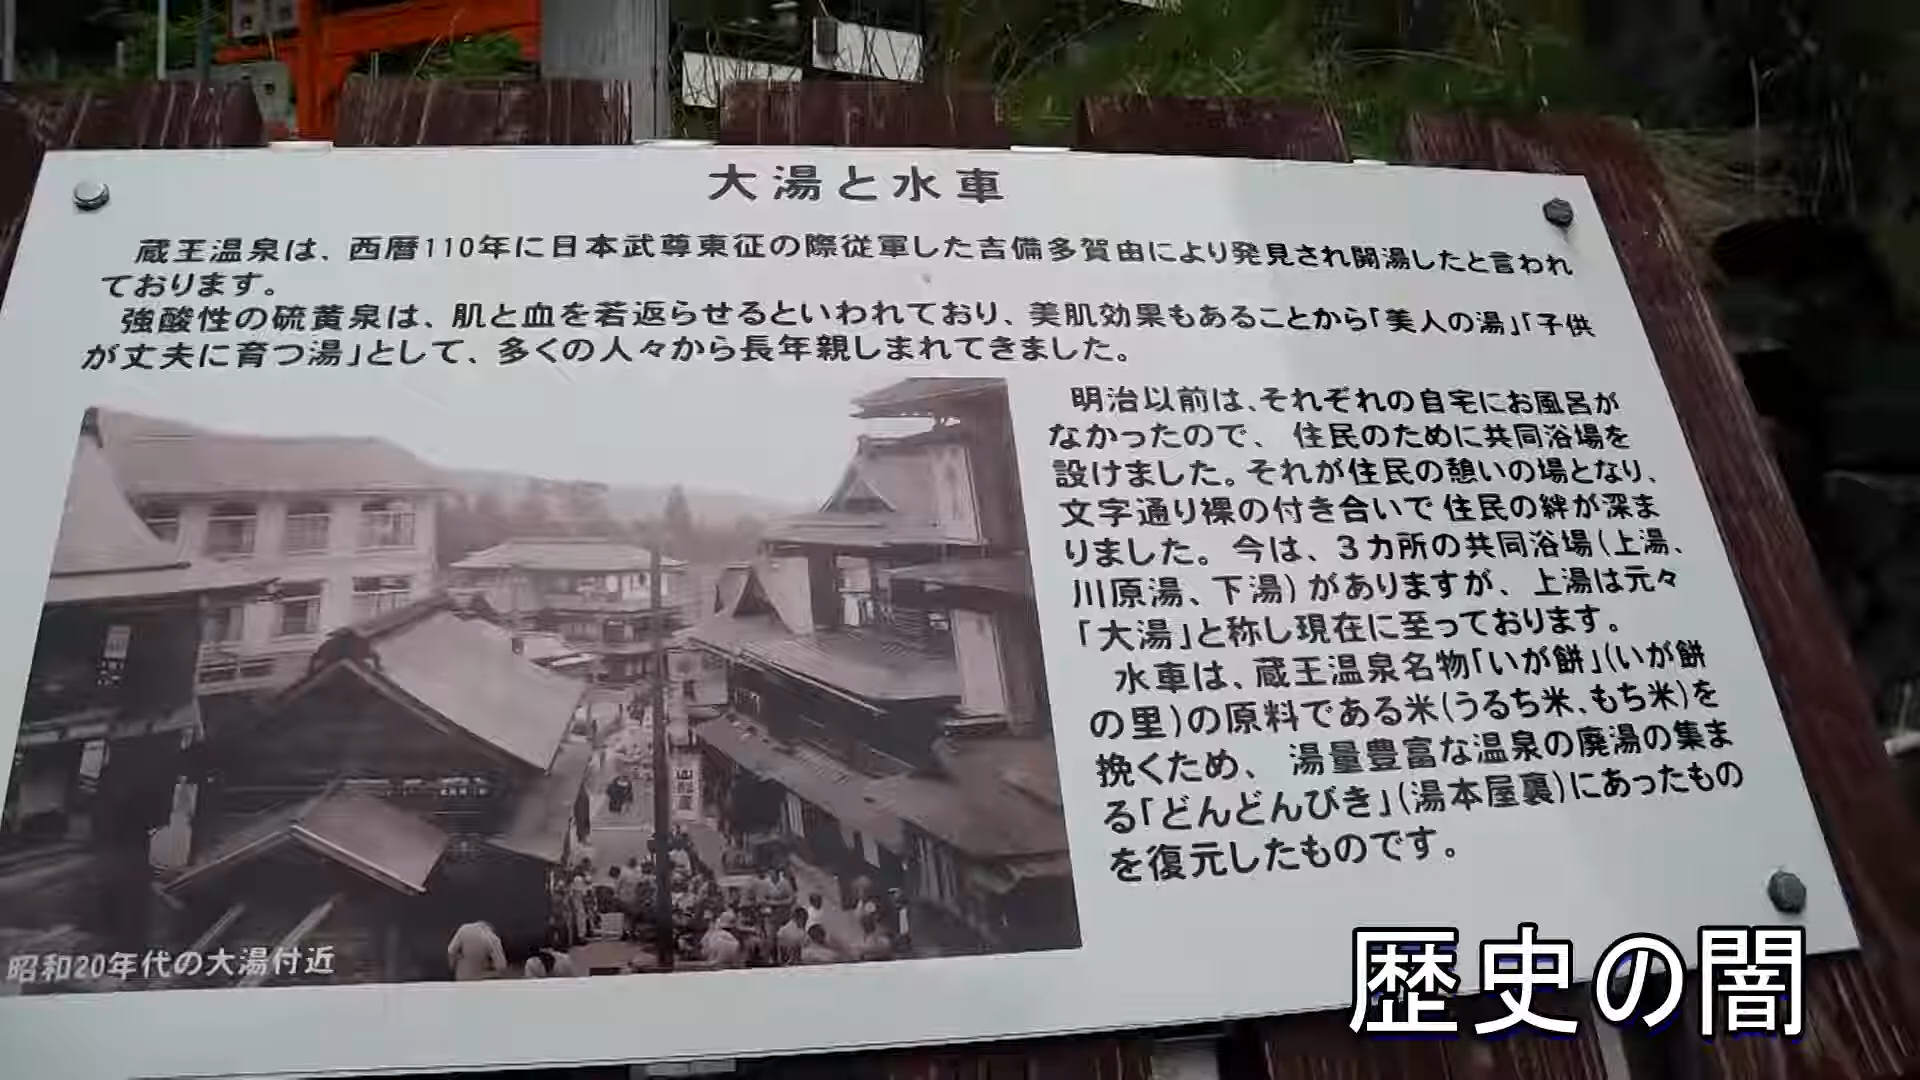 大湯と水車
蔵王温泉は、西暦110年に日本武尊東征の際従軍した吉備多賀由により発見され開湯したと言われ
ております。
強酸性の硫黄泉は、肌と血を若返らせるといわれており、美肌効果もあることから「美人の湯」「子供
が丈夫に育つ湯」として、多くの人々から長年親しまれてきました。
明治以前は、それぞれの自宅にお風呂が
なかったので、住民のために共同浴場を
設けました。それが住民の憩いの場となり、
文字通り裸の付き合いで住民の絆が深ま
りました。今は、3カ所の共同浴場(上湯、
川原湯、下湯)がありますが、上湯は元々
「大湯」と称し現在に至っております。
水車は、蔵王温泉名物「いが餅」(いが餅
の里)の原料である米(うるち米、もち米)を
挽くため、湯量豊富な温泉の廃湯の集ま
る「どんどんびき」(湯本屋裏)にあったもの
を復元したものです。
昭和20年代の大湯付近
歴史の闇